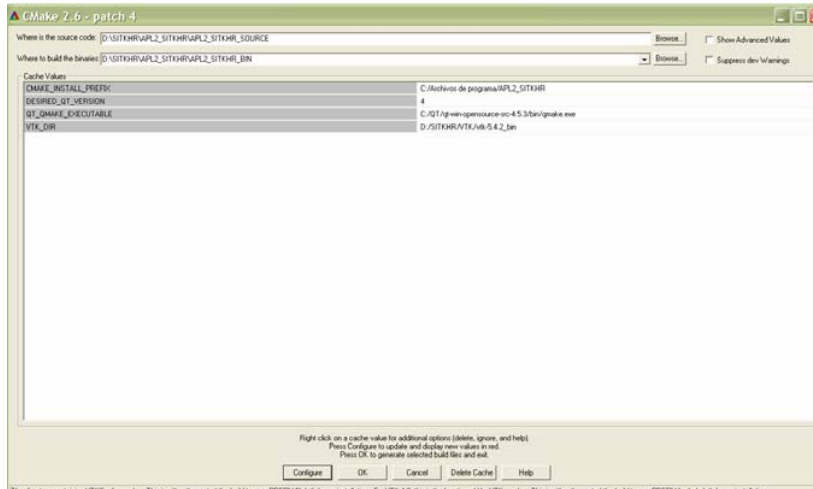 CMake 2.6 - patch 4
Where is the source code: D:\SITKHR\APL2_SITKHR\APL2_SITKHR_SOURCE Browse... Show Advanced Values
Where to build the binaries: D:\SITKHR\APL2_SITKHR\APL2_SITKHR_BIN Browse... Suppress dev Warnings
Cache Values
CMAKE_INSTALL_PREFIX C:/Archivos de programa/APL2_SITKHR
DESIRED_QT_VERSION 4
QT_QMAKE_EXECUTABLE C:/QT/qt-win-opensource-src-4.5.3/bin/qmake.exe
VTK_DIR D:/SITKHR/VTK/vtk-5.4.2_bin
Right click on a cache value for additional options (delete, ignore, and help).
Press Configure to update and display new values in red.
Press OK to generate selected build files and exit.
Configure OK Cancel Delete Cache Help